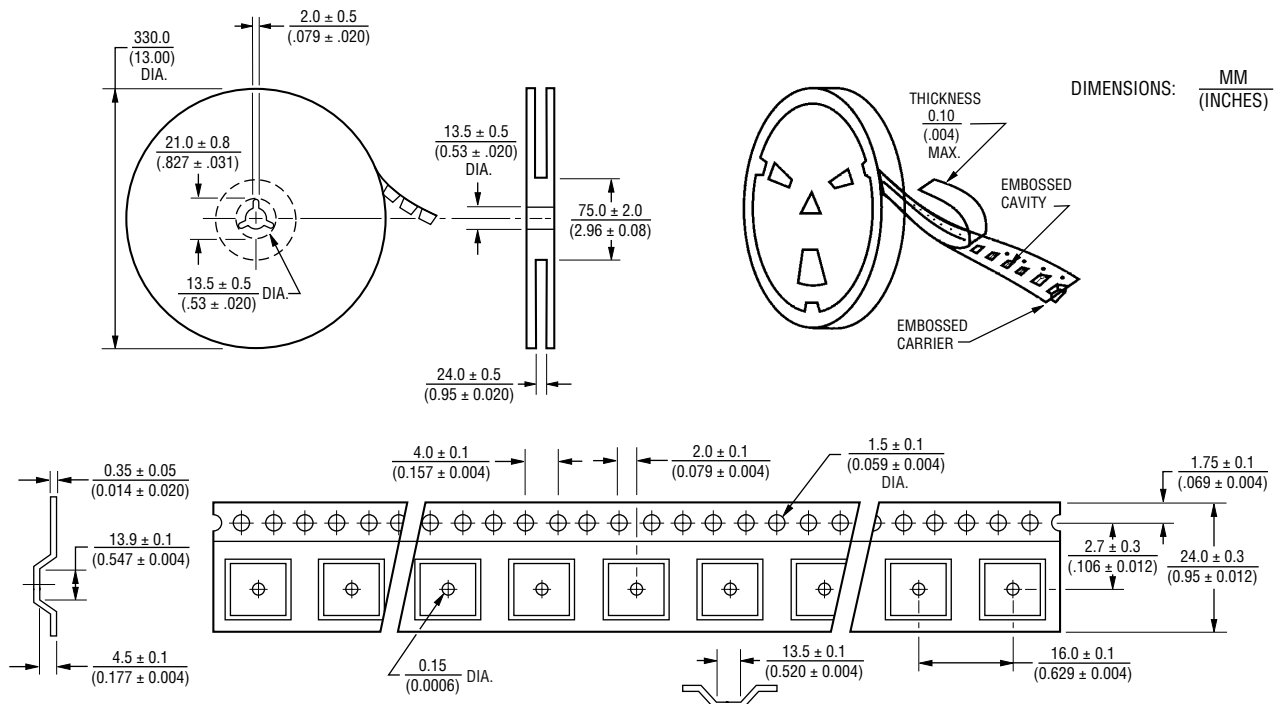 2.0 ± 0.5
(.079 ± .020)
330.0
(13.00)
DIA.
DIMENSIONS:
MM
(INCHES)
THICKNESS
0.10
(.004)
MAX.
21.0 ± 0.8
(.827 ± .031)
13.5 ± 0.5
(0.53 ± .020)
DIA.
EMBOSSED
CAVITY
75.0 ± 2.0
(2.96 ± 0.08)
13.5 ± 0.5
(.53 ± .020)
DIA.
EMBOSSED
CARRIER
24.0 ± 0.5
(0.95 ± 0.020)
4.0 ± 0.1
(0.157 ± 0.004)
2.0 ± 0.1
(0.079 ± 0.004)
1.5 ± 0.1
(0.059 ± 0.004)
DIA.
1.75 ± 0.1
(.069 ± 0.004)
0.35 ± 0.05
(0.014 ± 0.020)
13.9 ± 0.1
(0.547 ± 0.004)
2.7 ± 0.3
(.106 ± 0.012)
24.0 ± 0.3
(0.95 ± 0.012)
4.5 ± 0.1
(0.177 ± 0.004)
0.15
(0.0006)
DIA.
13.5 ± 0.1
(0.520 ± 0.004)
16.0 ± 0.1
(0.629 ± 0.004)